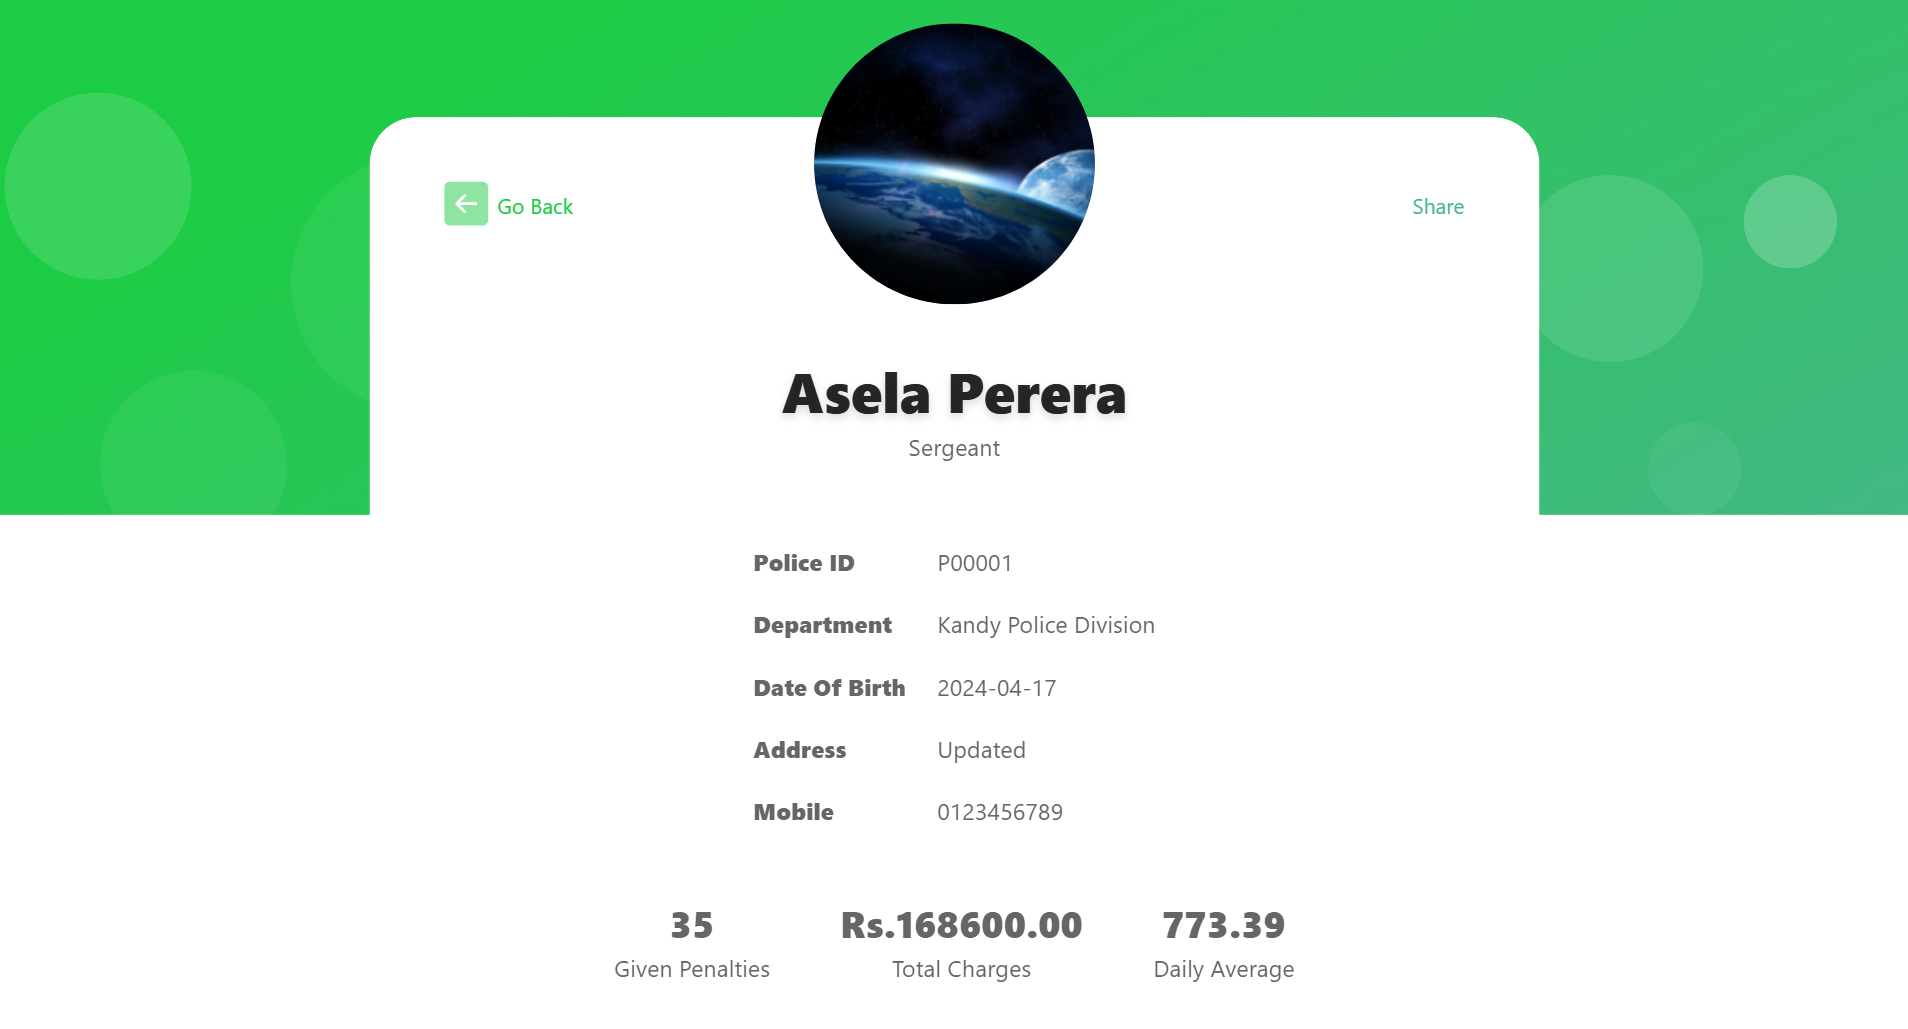 Go Back
Share
Asela Perera
Sergeant
Police ID P00001
Department Kandy Police Division
Date Of Birth 2024-04-17
Address Updated
Mobile 0123456789
35 Rs.168600.00 773.39
Given Penalties Total Charges Daily Average